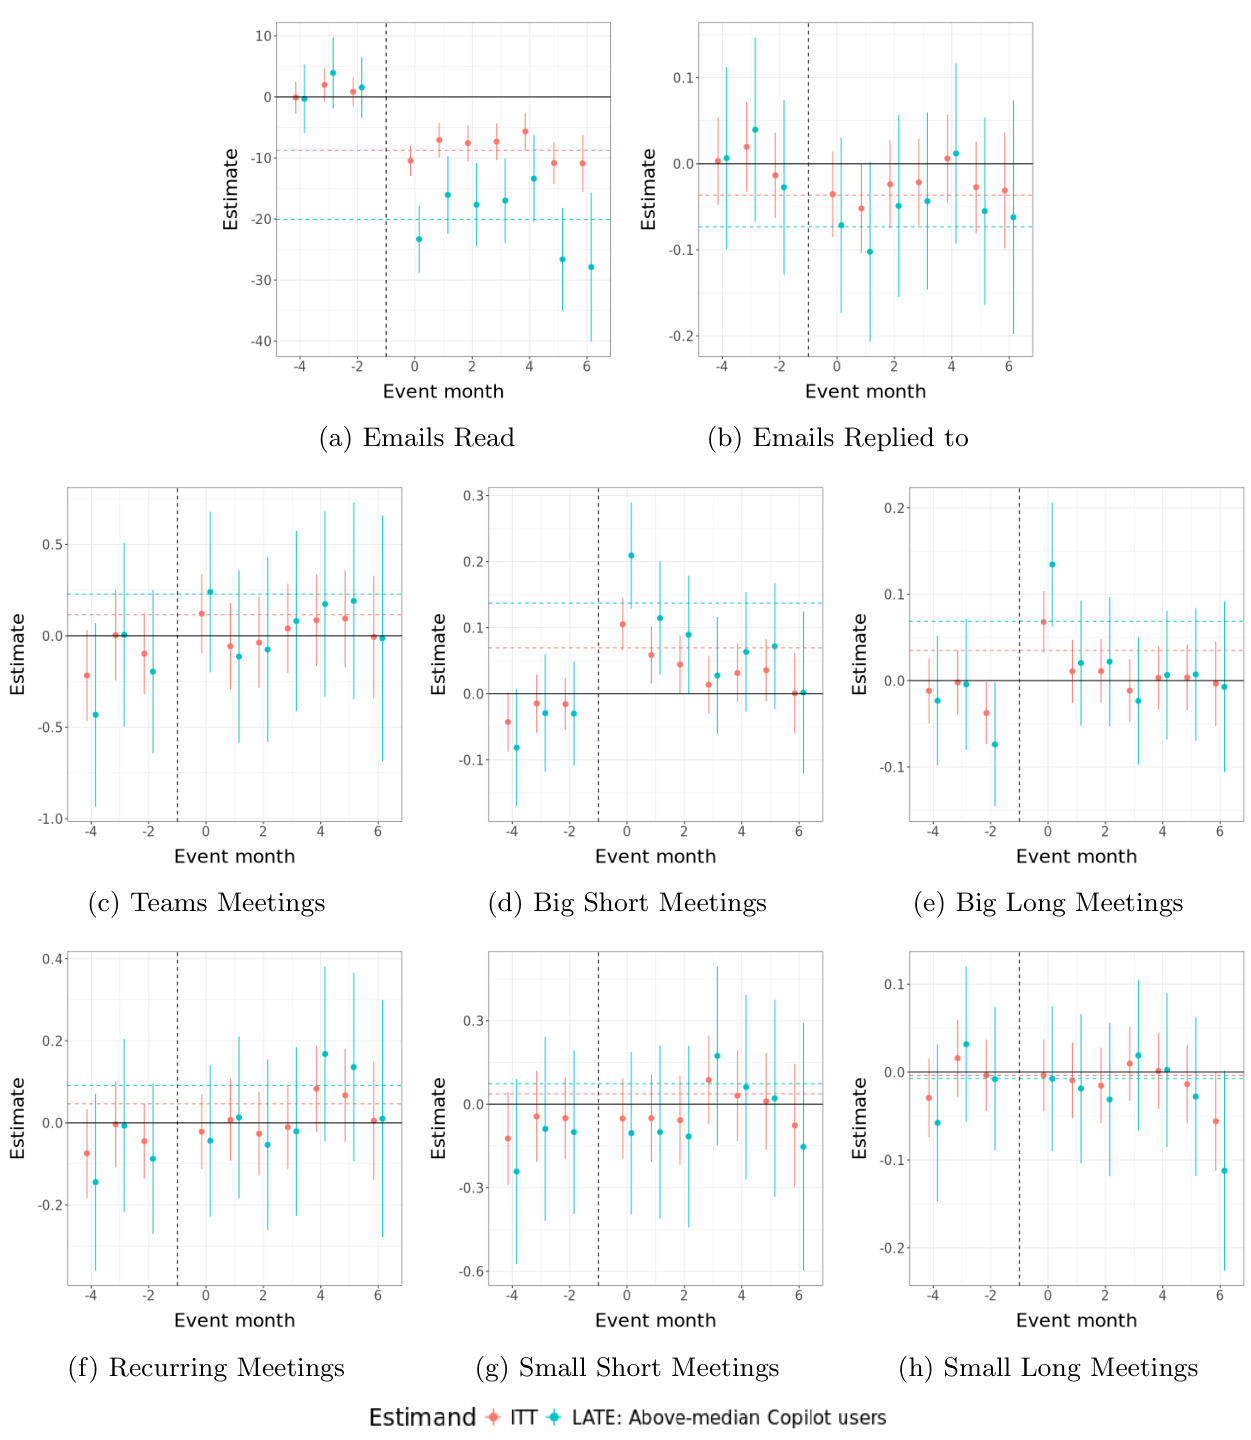 10
0
-10
-20
-30
-40
Estimate
-4 -2 0 2 4 6
Event month
(a) Emails Read
0.1
0.0
-0.1
-0.2
Estimate
-4 -2 0 2 4 6
Event month
(b) Emails Replied to
0.5
0.0
-0.5
-1.0
Estimate
-4 -2 0 2 4 6
Event month
(c) Teams Meetings
0.3
0.2
0.1
0.0
-0.1
Estimate
-4 -2 0 2 4 6
Event month
(d) Big Short Meetings
0.2
0.1
0.0
-0.1
Estimate
-4 -2 0 2 4 6
Event month
(e) Big Long Meetings
0.4
0.2
0.0
-0.2
Estimate
-4 -2 0 2 4 6
Event month
(f) Recurring Meetings
0.3
0.0
-0.3
-0.6
Estimate
-4 -2 0 2 4 6
Event month
(g) Small Short Meetings
0.1
0.0
-0.1
-0.2
Estimate
-4 -2 0 2 4 6
Event month
(h) Small Long Meetings
Estimand ITT LATE: Above-median Copilot users